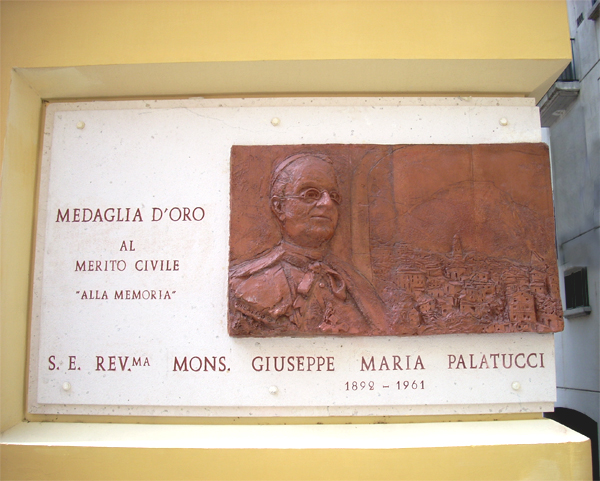 MEDAGLIA D'ORO
AL
MERITO CIVILE
"ALLA MEMORIA"
S. E. REV.MA MONS. GIUSEPPE MARIA PALATUCCI
1892 - 1961